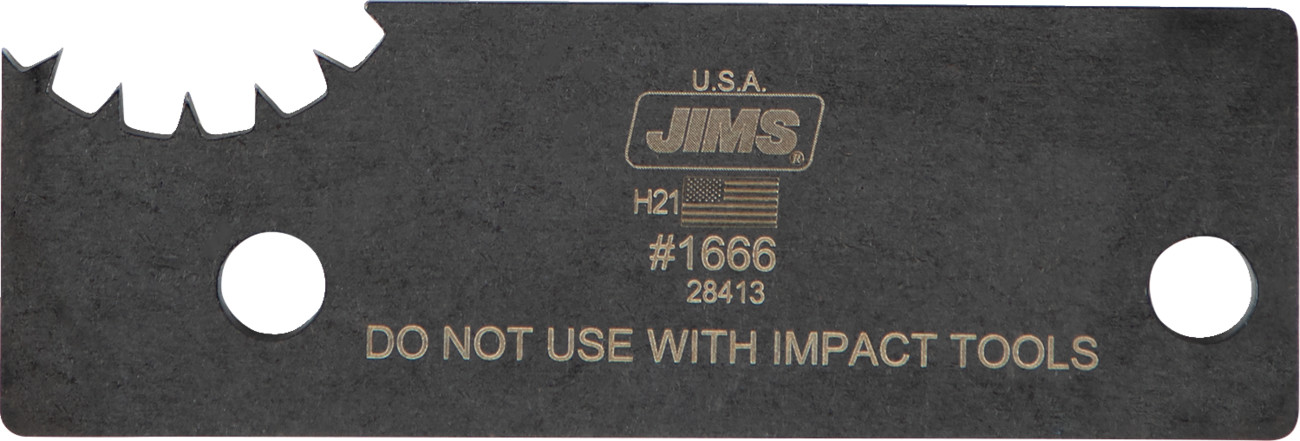 U.S.A.
JIMS®
H21
#1666
28413
DO NOT USE WITH IMPACT TOOLS